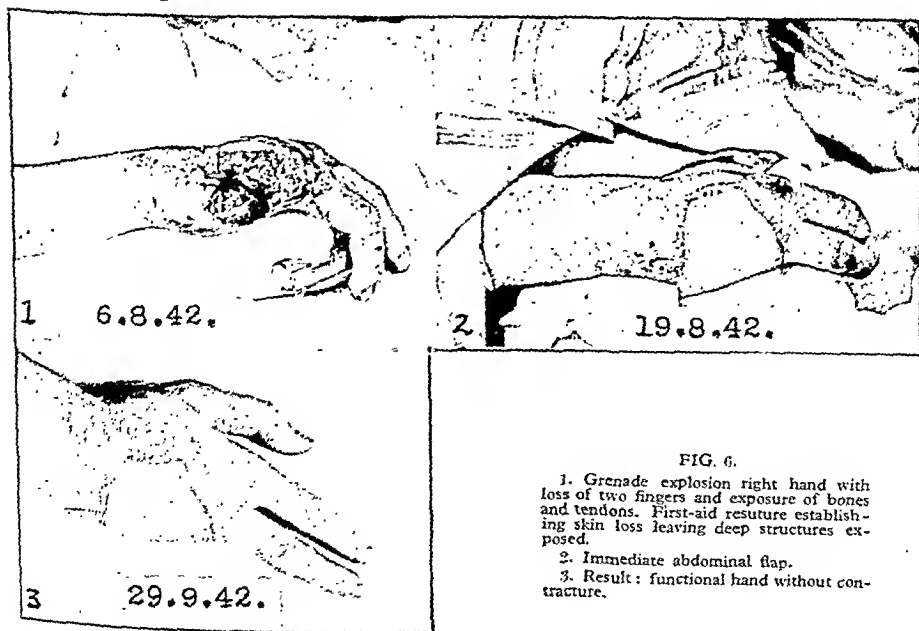 1 6.8.42.
2 19.8.42.
3 29.9.42.
FIG. 6.
1. Grenade explosion right hand with
loss of two fingers and exposure of bones
and tendons. First-aid resuture establish-
ing skin loss leaving deep structures ex-
posed.
2. Immediate abdominal flap.
3. Result : functional hand without con-
tracture.